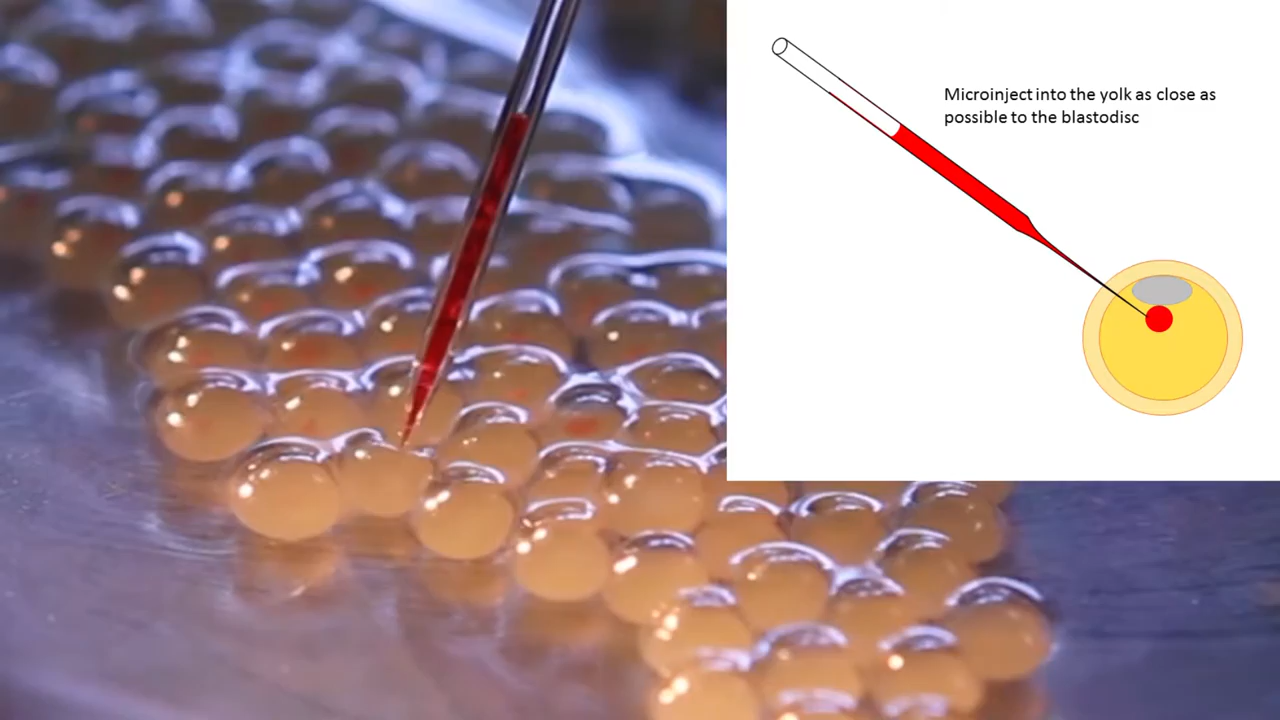 Microinject into the yolk as close as
possible to the blastodisc